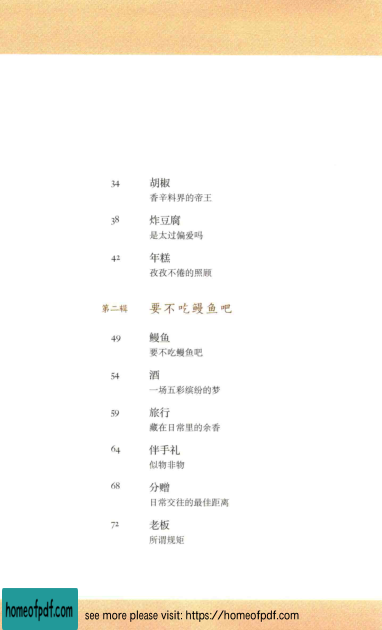 34 胡椒
香辛料界的帝王
38 炸豆腐
是太过偏爱吗
42 年糕
孜孜不倦的照顾
第二辑 要不吃鳗鱼吧
49 鳗鱼
要不吃鳗鱼吧
54 酒
一场五彩缤纷的梦
59 旅行
藏在日常里的余香
64 伴手礼
似物非物
68 分赠
日常交往的最佳距离
72 老板
所谓规矩
homeofpdf.com
see more please visit: https://homeofpdf.com